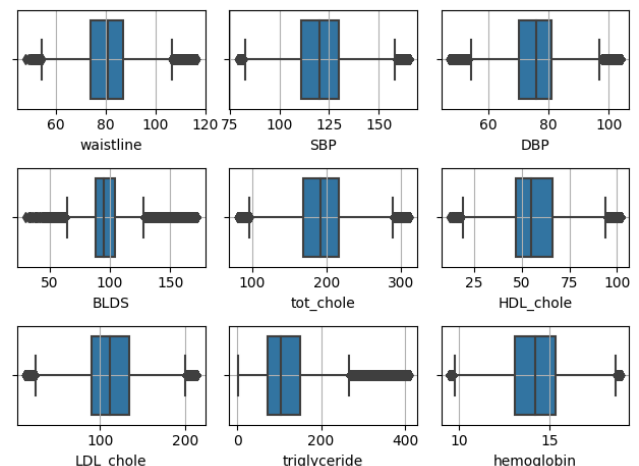 60 80 100 120
waistline
75 100 125 150
SBP
60 80 100
DBP
50 100 150
BLDS
100 200 300
tot_chole
25 50 75 100
HDL_chole
100 200
LDL_chole
0 200 400
triglyceride
10 15
hemoglobin